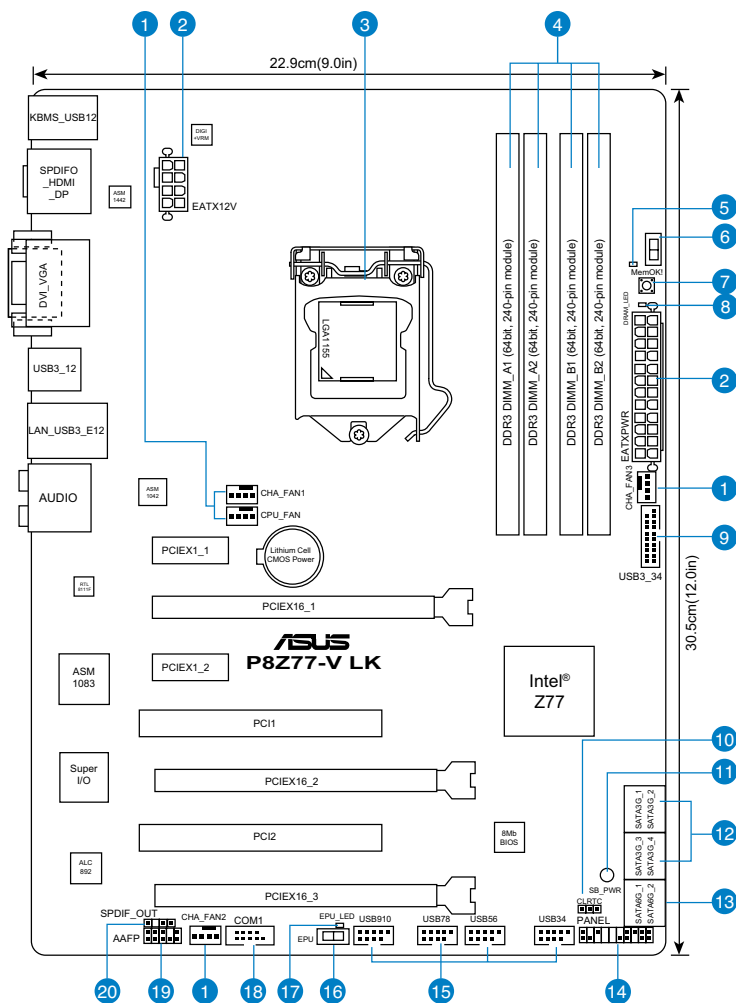 1
2
3
4
22.9cm(9.0in)
KBMS_USB12
DIGI
+VRM
SPDIFO
_HDMI
_DP
ASM
1442
EATX12V
DVI_VGA
LGA1155
DDR3 DIMM_A1 (64bit, 240-pin module)
DDR3 DIMM_A2 (64bit, 240-pin module)
DDR3 DIMM_B1 (64bit, 240-pin module)
DDR3 DIMM_B2 (64bit, 240-pin module)
5
6
MemOK!
7
DRAM_LED
8
EATXPWR
2
USB3_12
LAN_USB3_E12
AUDIO
1
ASM
1042
CHA_FAN1
CPU_FAN
CHA_FAN3
1
9
USB3_34
30.5cm(12.0in)
PCIEX1_1
Lithium Cell
CMOS Power
RTL
8111F
PCIEX16_1
ASUS
P8Z77-V LK
PCIEX1_2
ASM
1083
Intel®
Z77
PCI1
10
11
Super
I/O
PCIEX16_2
SATA3G_1
SATA3G_2
12
PCI2
8Mb
BIOS
SATA3G_3
SATA3G_4
ALC
892
SB_PWR
PCIEX16_3
CLRTC
SATA6G_1
SATA6G_2
13
SPDIF_OUT
AAFP
CHA_FAN2
COM1
EPU_LED
EPU
USB910
USB78
USB56
USB34
PANEL
20
19
1
18
17
16
15
14